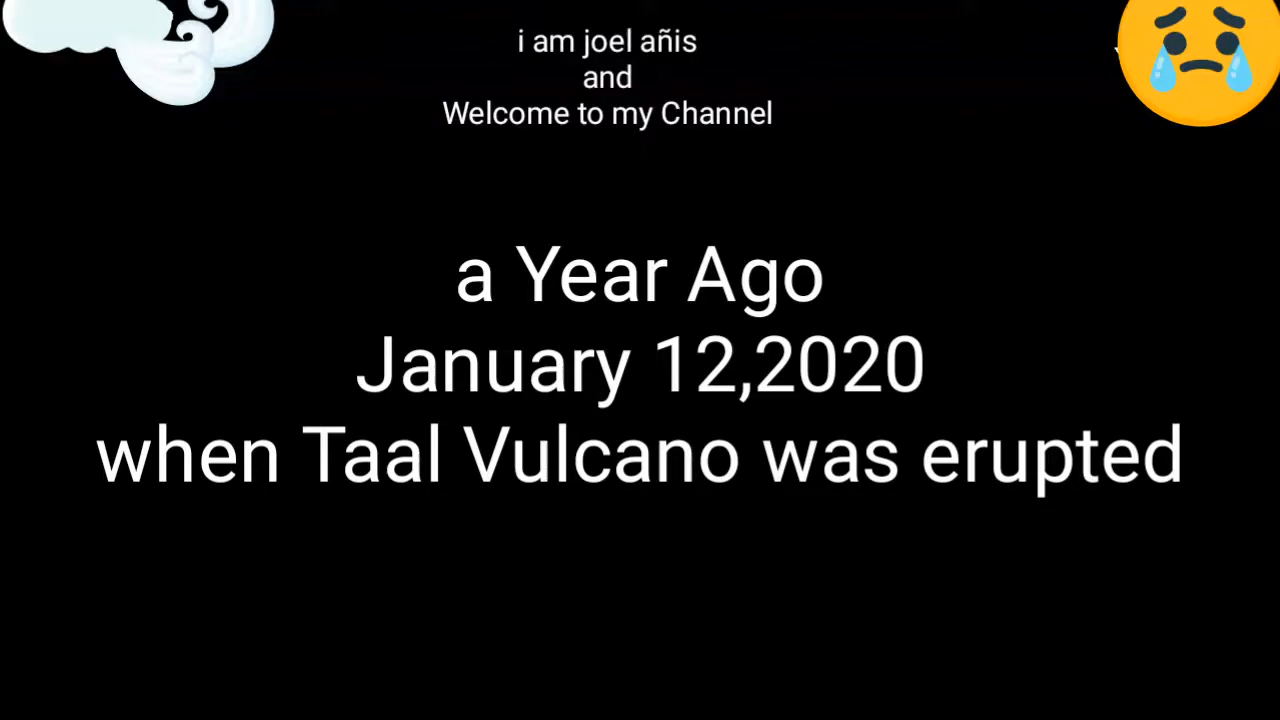 i am joel añis
and
Welcome to my Channel
a Year Ago
January 12,2020
when Taal Vulcano was erupted